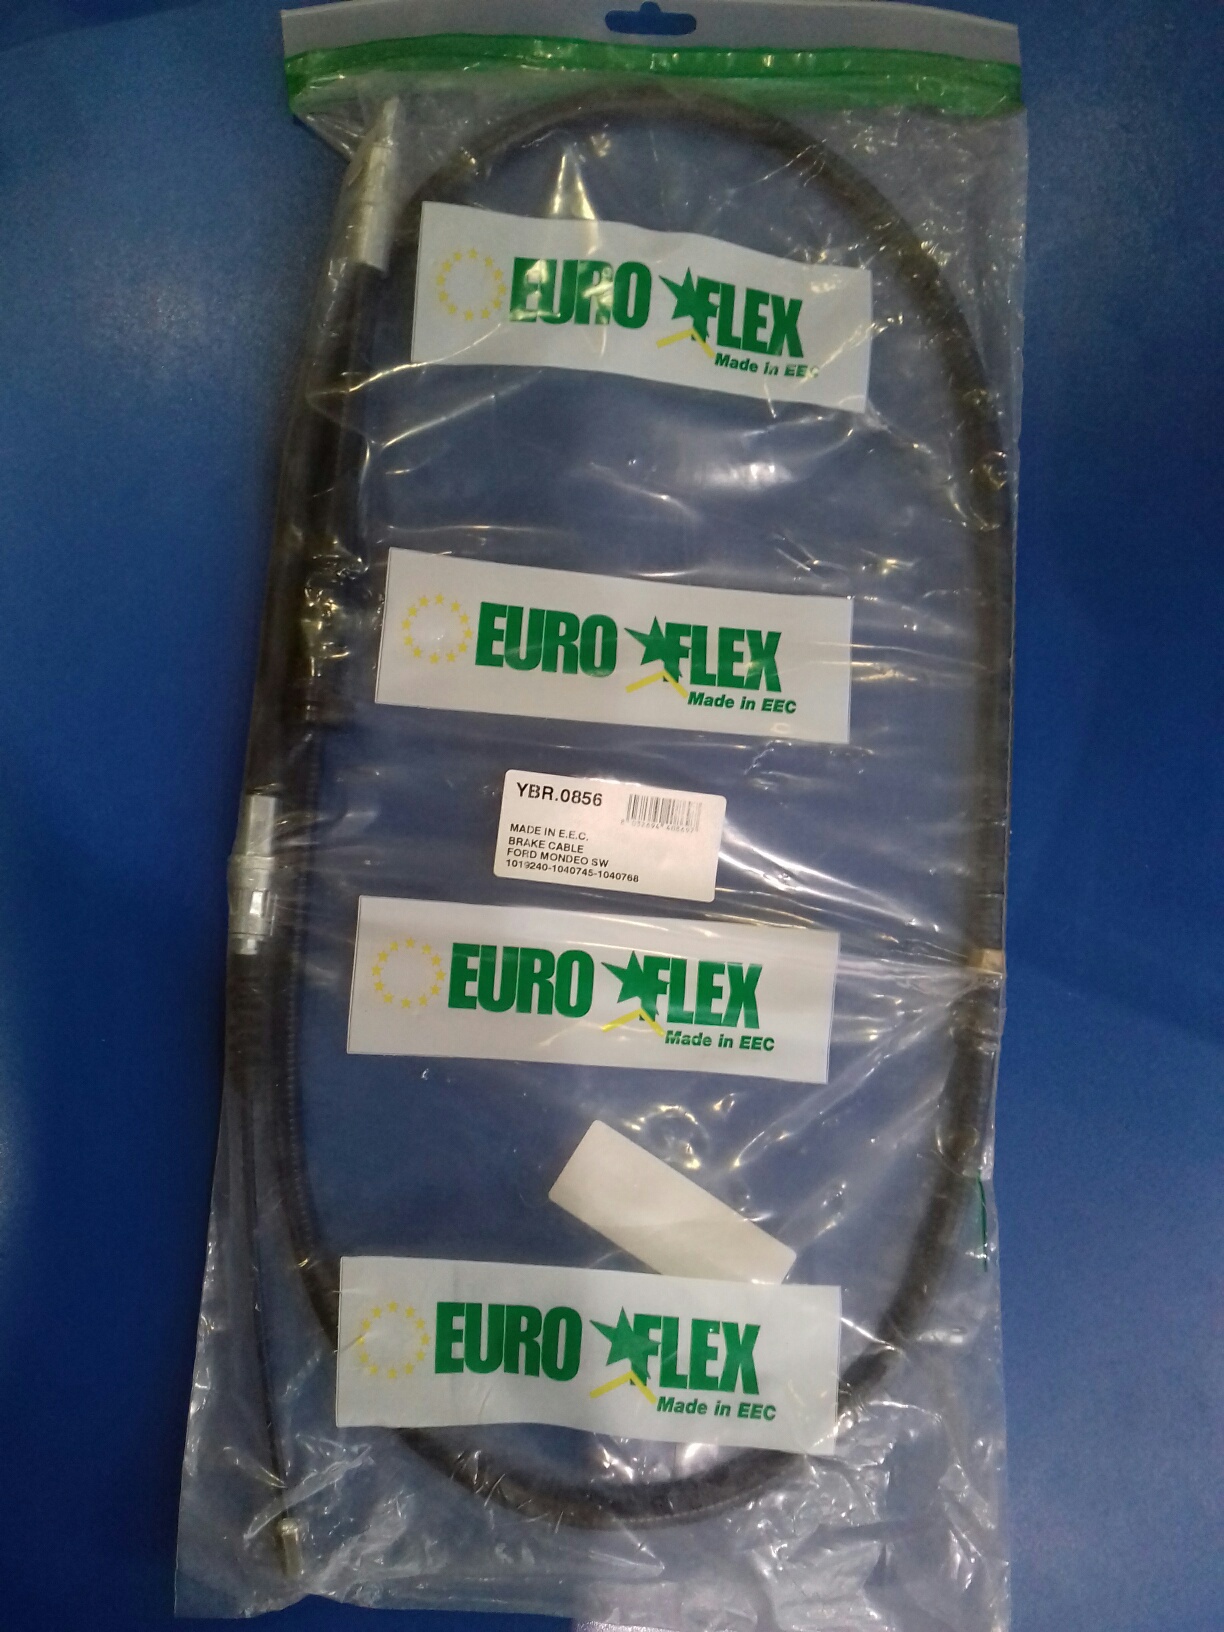 EURO FLEX
Made in EEC
EURO FLEX
Made in EEC
YBR.0856
MADE IN E.E.C.
BRAKE CABLE
FORD MONDEO SW
1019240-1040745-1040768
EURO FLEX
Made in EEC
EURO FLEX
Made in EEC